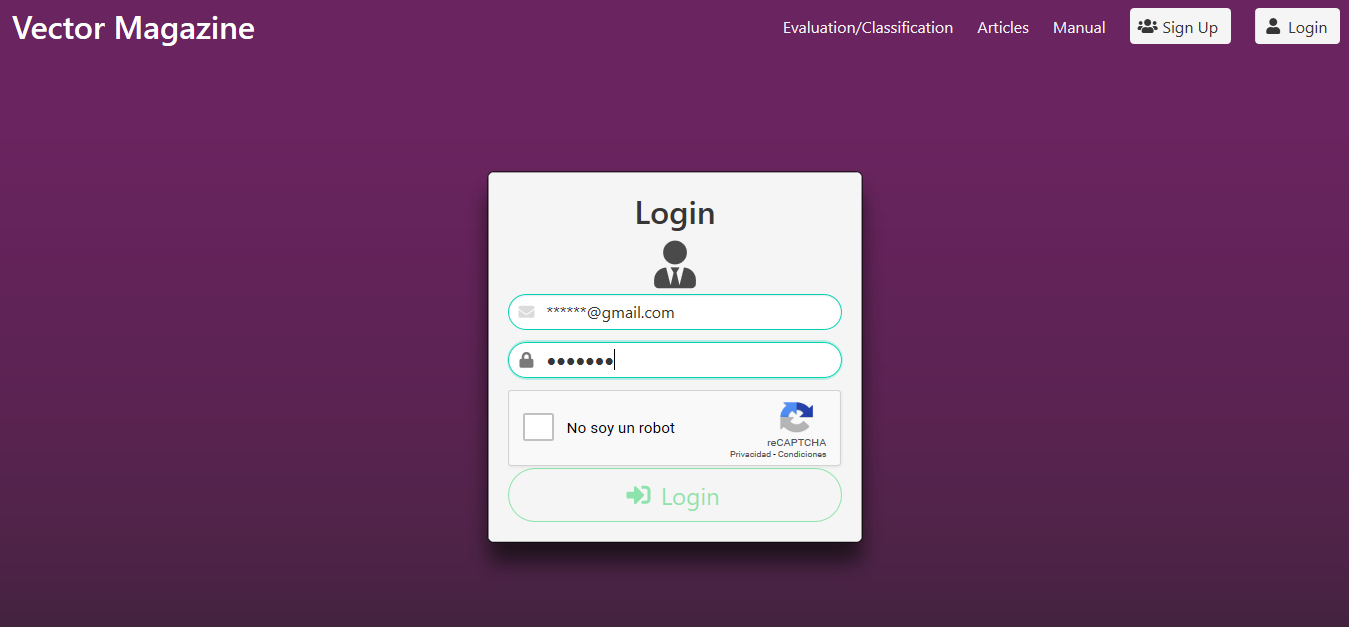 Vector Magazine
Evaluation/Classification Articles Manual Sign Up Login
Login
******@gmail.com
●●●●●●●
No soy un robot
reCAPTCHA
Privacidad - Condiciones
Login